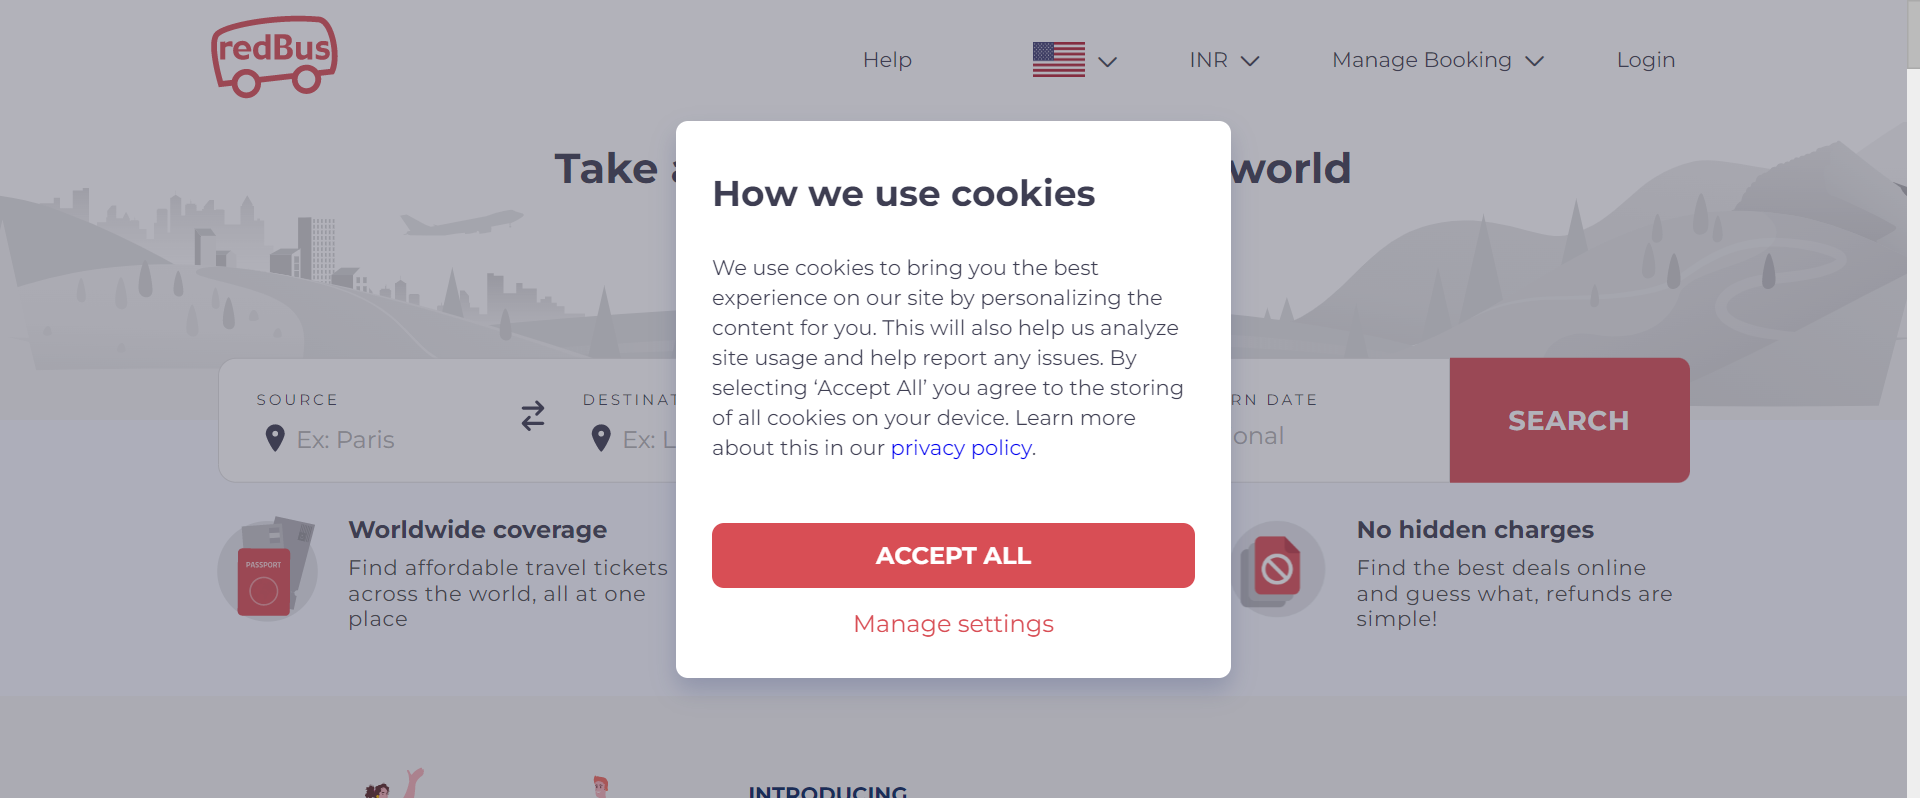 redBus
Help
INR
Manage Booking
Login
Take
world
How we use cookies
We use cookies to bring you the best
experience on our site by personalizing the
content for you. This will also help us analyze
site usage and help report any issues. By
selecting ‘Accept All’ you agree to the storing
of all cookies on your device. Learn more
about this in our privacy policy.
ACCEPT ALL
Manage settings
SOURCE
Ex: Paris
DESTINAT
Ex: L
RN DATE
onal
SEARCH
PASSPORT
Worldwide coverage
Find affordable travel tickets
across the world, all at one
place
No hidden charges
Find the best deals online
and guess what, refunds are
simple!
INTRODUCING